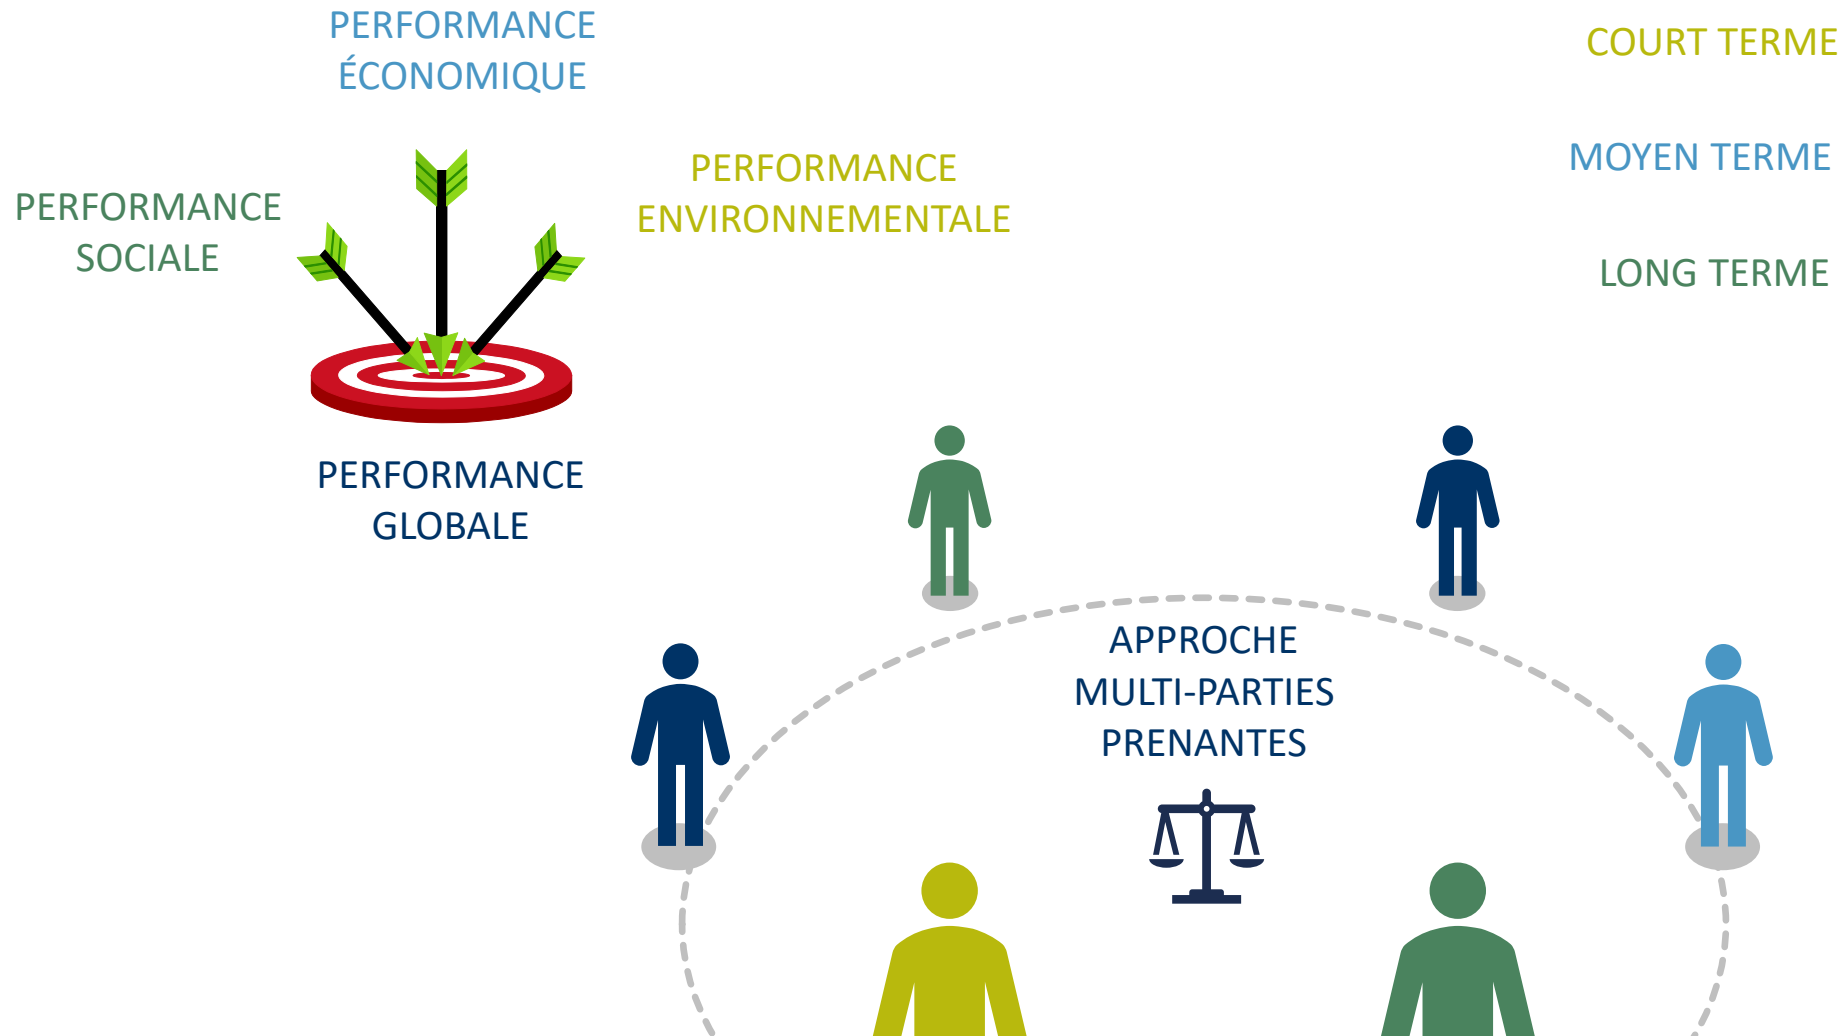 PERFORMANCE
ÉCONOMIQUE
PERFORMANCE
SOCIALE
PERFORMANCE
ENVIRONNEMENTALE
PERFORMANCE
GLOBALE
COURT TERME
MOYEN TERME
LONG TERME
APPROCHE
MULTI-PARTIES
PRENANTES